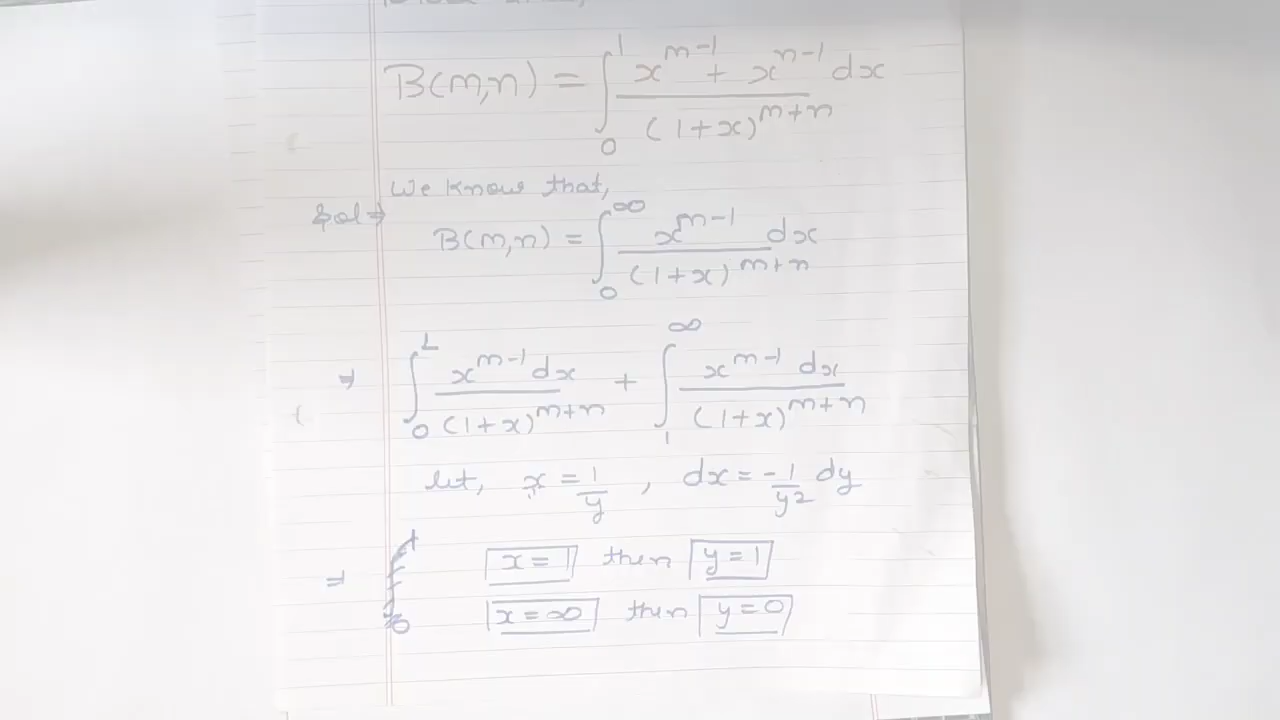 B(m,n) = ∫₀¹ (x^(m-1) + x^(n-1))/(1+x)^(m+n) dx
We know that,
Sol ⇒
B(m,n) = ∫₀^∞ x^(m-1)/(1+x)^(m+n) dx
⇒ ∫₀¹ x^(m-1) dx/(1+x)^(m+n) + ∫₁^∞ x^(m-1) dx/(1+x)^(m+n)
let, x = 1/y , dx = -1/y² dy
⇒ x = 1 then y = 1
x = ∞ then y = 0